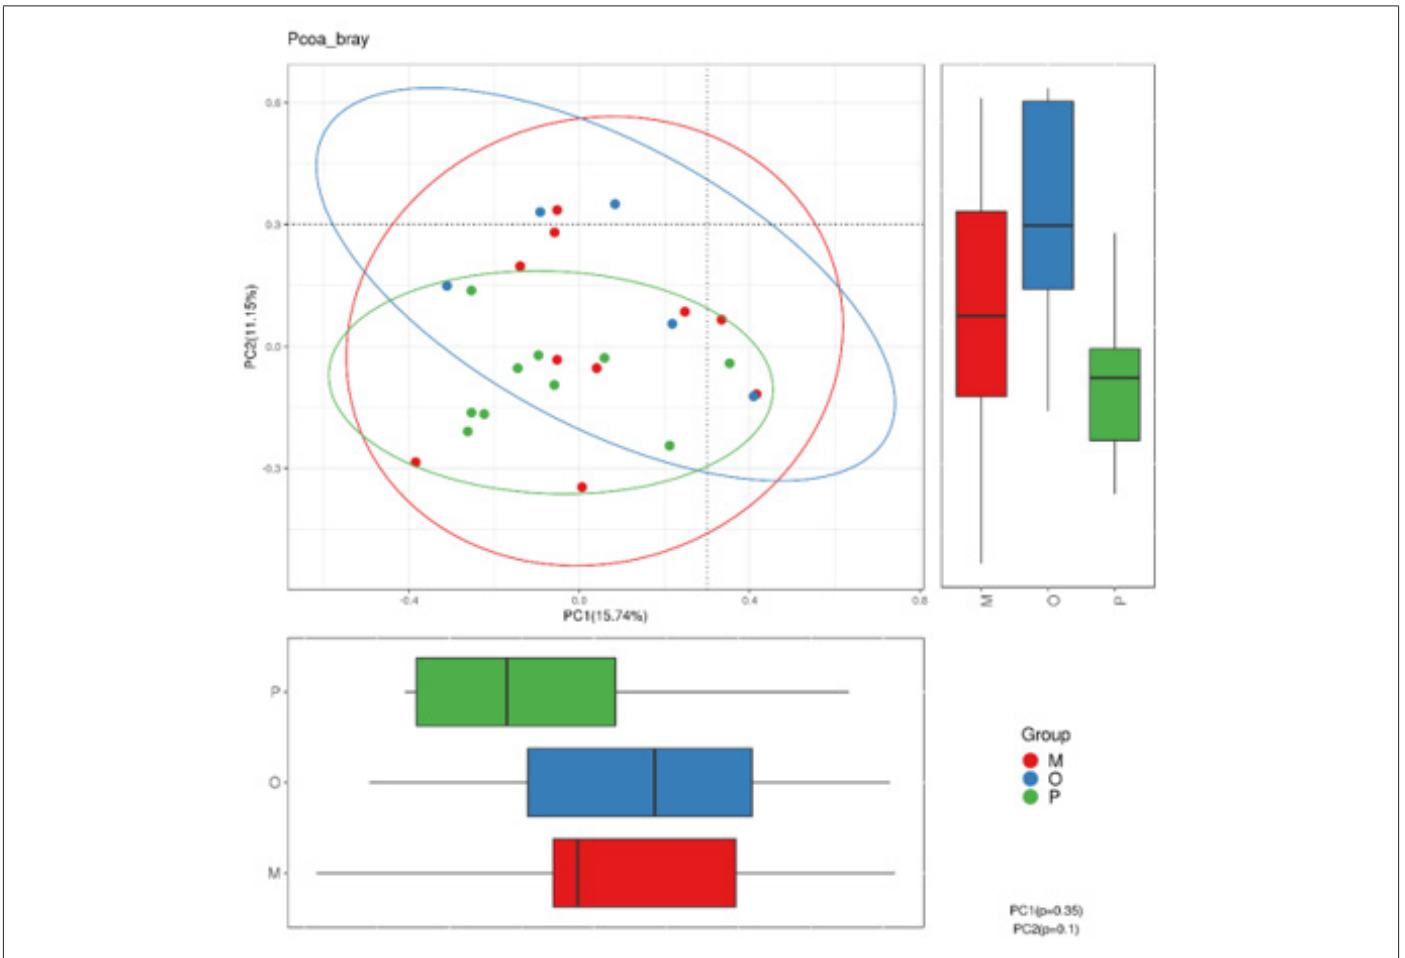 Pcoa_bray
0.6
0.3
0.0
-0.3
PC2(11.15%)
-0.4
0.0
0.4
0.8
PC1(15.74%)
M
O
P
P
O
M
Group
M
O
P
PC1(p=0.35)
PC2(p=0.1)